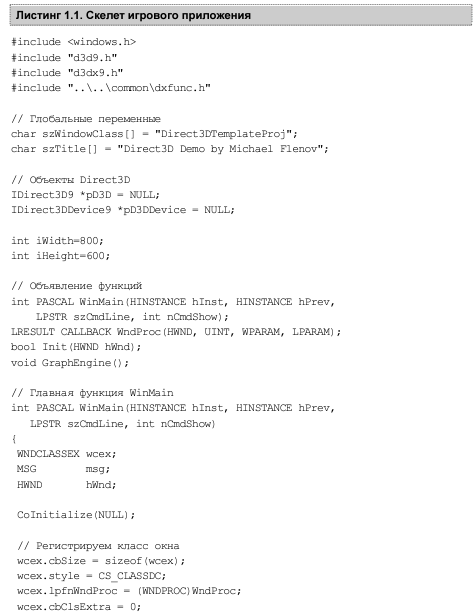 Листинг 1.1. Скелет игрового приложения
#include <windows.h>
#include "d3d9.h"
#include "d3dx9.h"
#include "..\..\common\dxfunc.h"
// Глобальные переменные
char szWindowClass[] = "Direct3DTemplateProj";
char szTitle[] = "Direct3D Demo by Michael Flenov";
// Объекты Direct3D
IDirect3D9 *pD3D = NULL;
IDirect3DDevice9 *pD3DDevice = NULL;
int iWidth=800;
int iHeight=600;
// Объявление функций
int PASCAL WinMain(HINSTANCE hInst, HINSTANCE hPrev,
LPSTR szCmdLine, int nCmdShow);
LRESULT CALLBACK WndProc(HWND, UINT, WPARAM, LPARAM);
bool Init(HWND hWnd);
void GraphEngine();
// Главная функция WinMain
int PASCAL WinMain(HINSTANCE hInst, HINSTANCE hPrev,
LPSTR szCmdLine, int nCmdShow)
{
WNDCLASSEX wcex;
MSG msg;
HWND hWnd;
CoInitialize(NULL);
// Регистрируем класс окна
wcex.cbSize = sizeof(wcex);
wcex.style = CS_CLASSDC;
wcex.lpfnWndProc = (WNDPROC)WndProc;
wcex.cbClsExtra = 0;